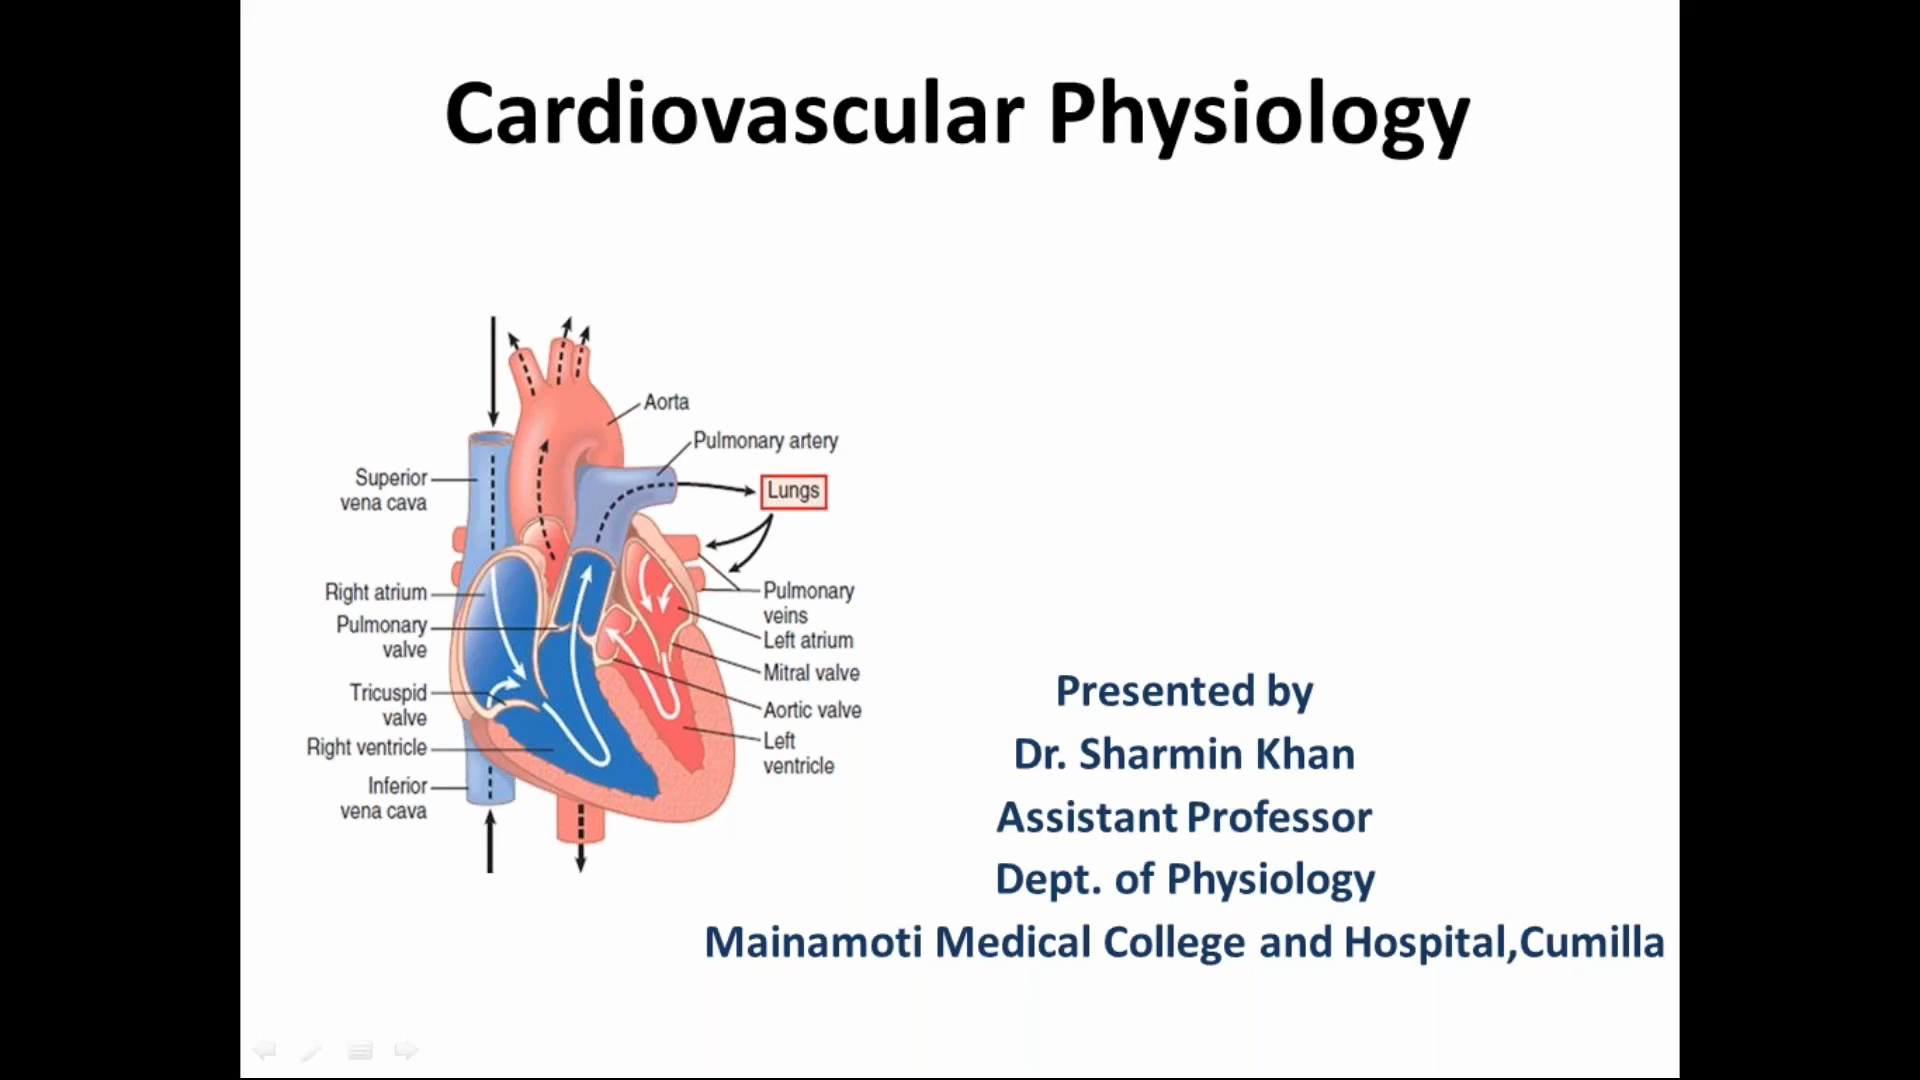 Cardiovascular Physiology
Aorta
Pulmonary artery
Lungs
Superior
vena cava
Right atrium
Pulmonary
valve
Tricuspid
valve
Right ventricle
Inferior
vena cava
Pulmonary
veins
Left atrium
Mitral valve
Aortic valve
Left
ventricle
Presented by
Dr. Sharmin Khan
Assistant Professor
Dept. of Physiology
Mainamoti Medical College and Hospital,Cumilla